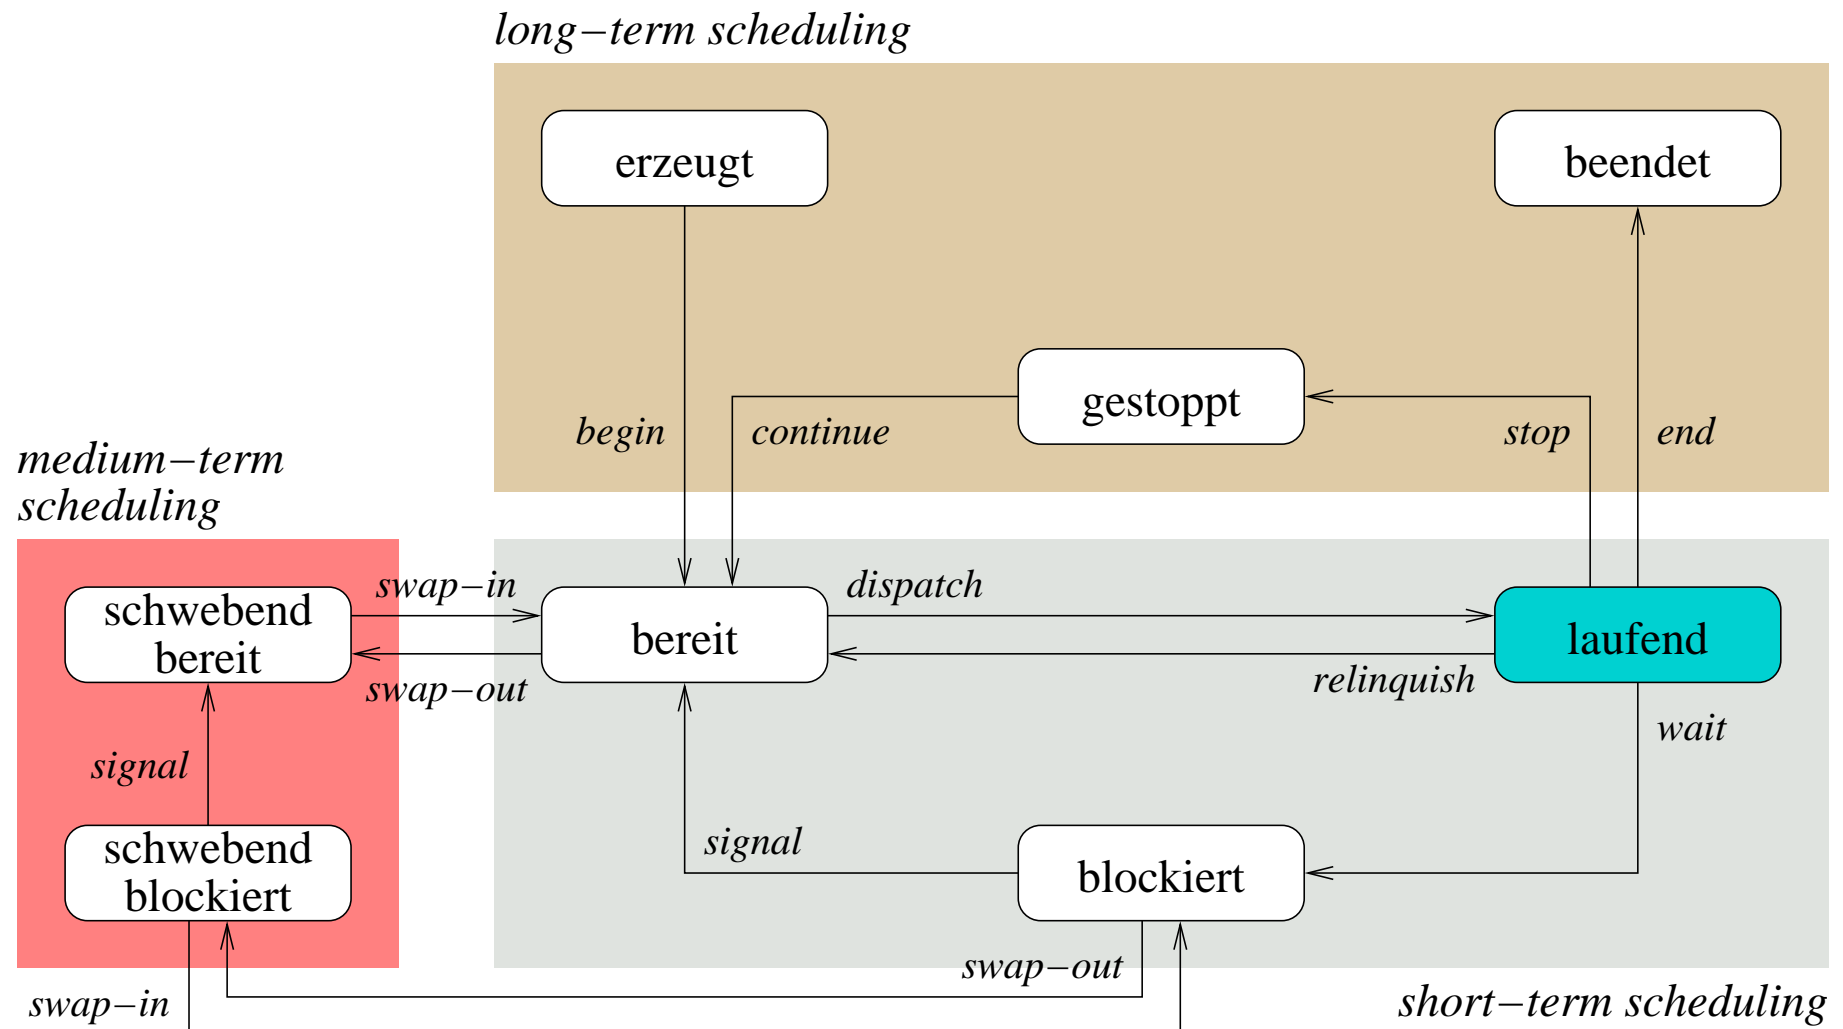 long−term scheduling
erzeugt
beendet
gestoppt
begin
continue
stop
end
medium−term
scheduling
swap−in
dispatch
schwebend
bereit
bereit
laufend
swap−out
relinquish
wait
signal
signal
schwebend
blockiert
blockiert
swap−out
swap−in
short−term scheduling